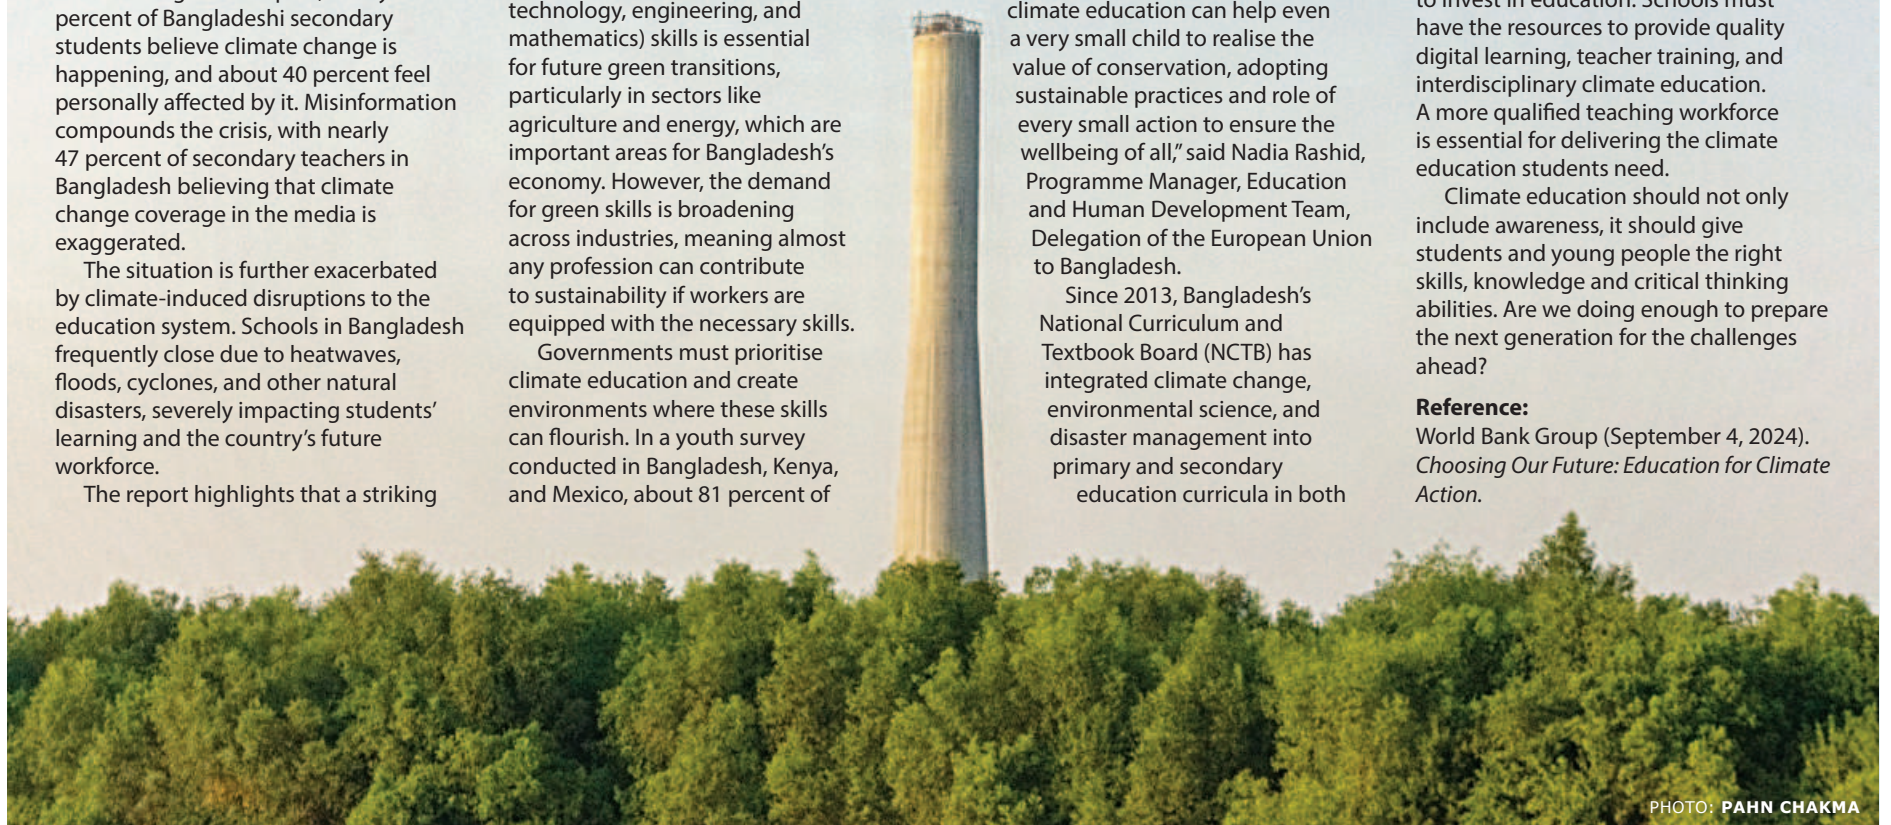 percent of Bangladeshi secondary
students believe climate change is
happening, and about 40 percent feel
personally affected by it. Misinformation
compounds the crisis, with nearly
47 percent of secondary teachers in
Bangladesh believing that climate
change coverage in the media is
exaggerated.
The situation is further exacerbated
by climate-induced disruptions to the
education system. Schools in Bangladesh
frequently close due to heatwaves,
floods, cyclones, and other natural
disasters, severely impacting students’
learning and the country’s future
workforce.
The report highlights that a striking
technology, engineering, and
mathematics) skills is essential
for future green transitions,
particularly in sectors like
agriculture and energy, which are
important areas for Bangladesh’s
economy. However, the demand
for green skills is broadening
across industries, meaning almost
any profession can contribute
to sustainability if workers are
equipped with the necessary skills.
Governments must prioritise
climate education and create
environments where these skills
can flourish. In a youth survey
conducted in Bangladesh, Kenya,
and Mexico, about 81 percent of
climate education can help even
a very small child to realise the
value of conservation, adopting
sustainable practices and role of
every small action to ensure the
wellbeing of all,” said Nadia Rashid,
Programme Manager, Education
and Human Development Team,
Delegation of the European Union
to Bangladesh.
Since 2013, Bangladesh’s
National Curriculum and
Textbook Board (NCTB) has
integrated climate change,
environmental science, and
disaster management into
primary and secondary
education curricula in both
to invest in education. Schools must
have the resources to provide quality
digital learning, teacher training, and
interdisciplinary climate education.
A more qualified teaching workforce
is essential for delivering the climate
education students need.
Climate education should not only
include awareness, it should give
students and young people the right
skills, knowledge and critical thinking
abilities. Are we doing enough to prepare
the next generation for the challenges
ahead?
Reference:
World Bank Group (September 4, 2024).
Choosing Our Future: Education for Climate
Action.
PHOTO: PAHN CHAKMA